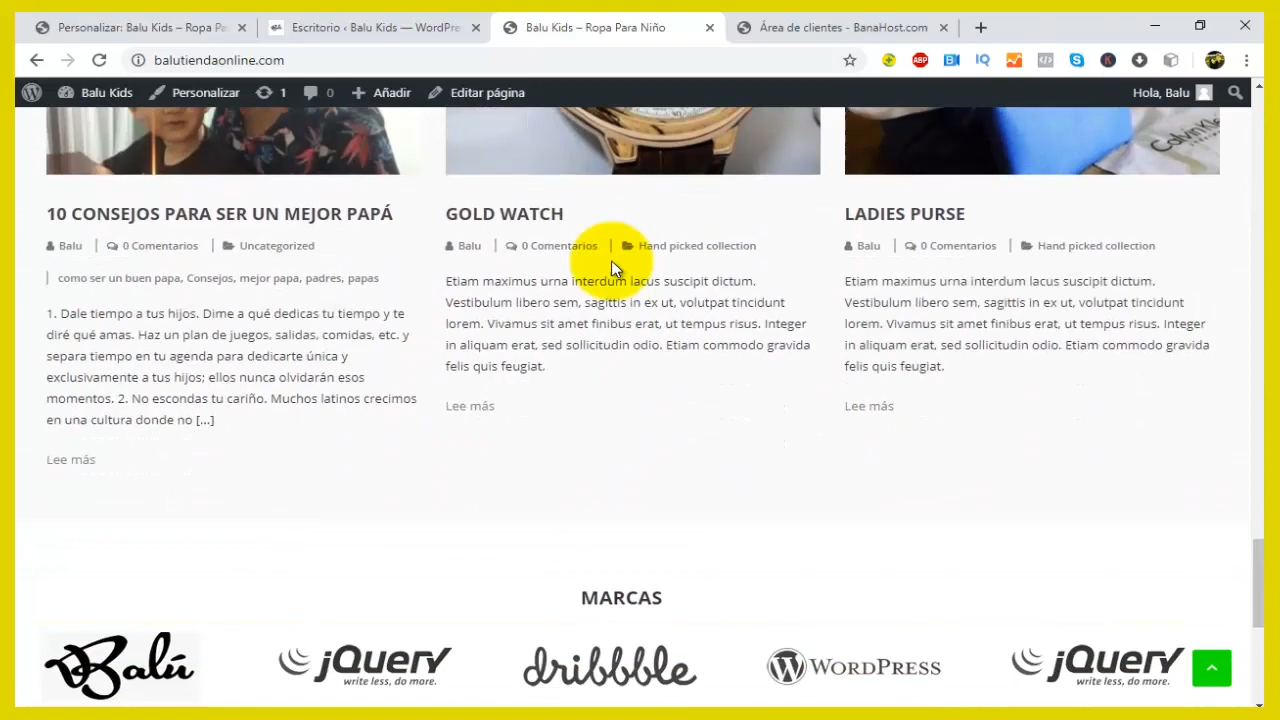 Personalizar: Balu Kids – Ropa Pa
Escritorio ‹ Balu Kids — WordPre
Balu Kids – Ropa Para Niño
Área de clientes - BanaHost.com
balutiendaonline.com
ABP
IQ
Balu Kids
Personalizar
1
0
Añadir
Editar página
Hola, Balu
Calvin Kle
10 CONSEJOS PARA SER UN MEJOR PAPÁ
Balu | 0 Comentarios | Uncategorized
| como ser un buen papa, Consejos, mejor papa, padres, papas
1. Dale tiempo a tus hijos. Dime a qué dedicas tu tiempo y te
diré qué amas. Haz un plan de juegos, salidas, comidas, etc. y
separa tiempo en tu agenda para dedicarte única y
exclusivamente a tus hijos; ellos nunca olvidarán esos
momentos. 2. No escondas tu cariño. Muchos latinos crecimos
en una cultura donde no [...]
Lee más
GOLD WATCH
Balu | 0 Comentarios | Hand picked collection
Etiam maximus urna interdum lacus suscipit dictum.
Vestibulum libero sem, sagittis in ex ut, volutpat tincidunt
lorem. Vivamus sit amet finibus erat, ut tempus risus. Integer
in aliquam erat, sed sollicitudin odio. Etiam commodo gravida
felis quis feugiat.
Lee más
LADIES PURSE
Balu | 0 Comentarios | Hand picked collection
Etiam maximus urna interdum lacus suscipit dictum.
Vestibulum libero sem, sagittis in ex ut, volutpat tincidunt
lorem. Vivamus sit amet finibus erat, ut tempus risus. Integer
in aliquam erat, sed sollicitudin odio. Etiam commodo gravida
felis quis feugiat.
Lee más
MARCAS
Balú
jQuery
write less, do more.
dribbble
WORDPRESS
jQuery
write less, do more.